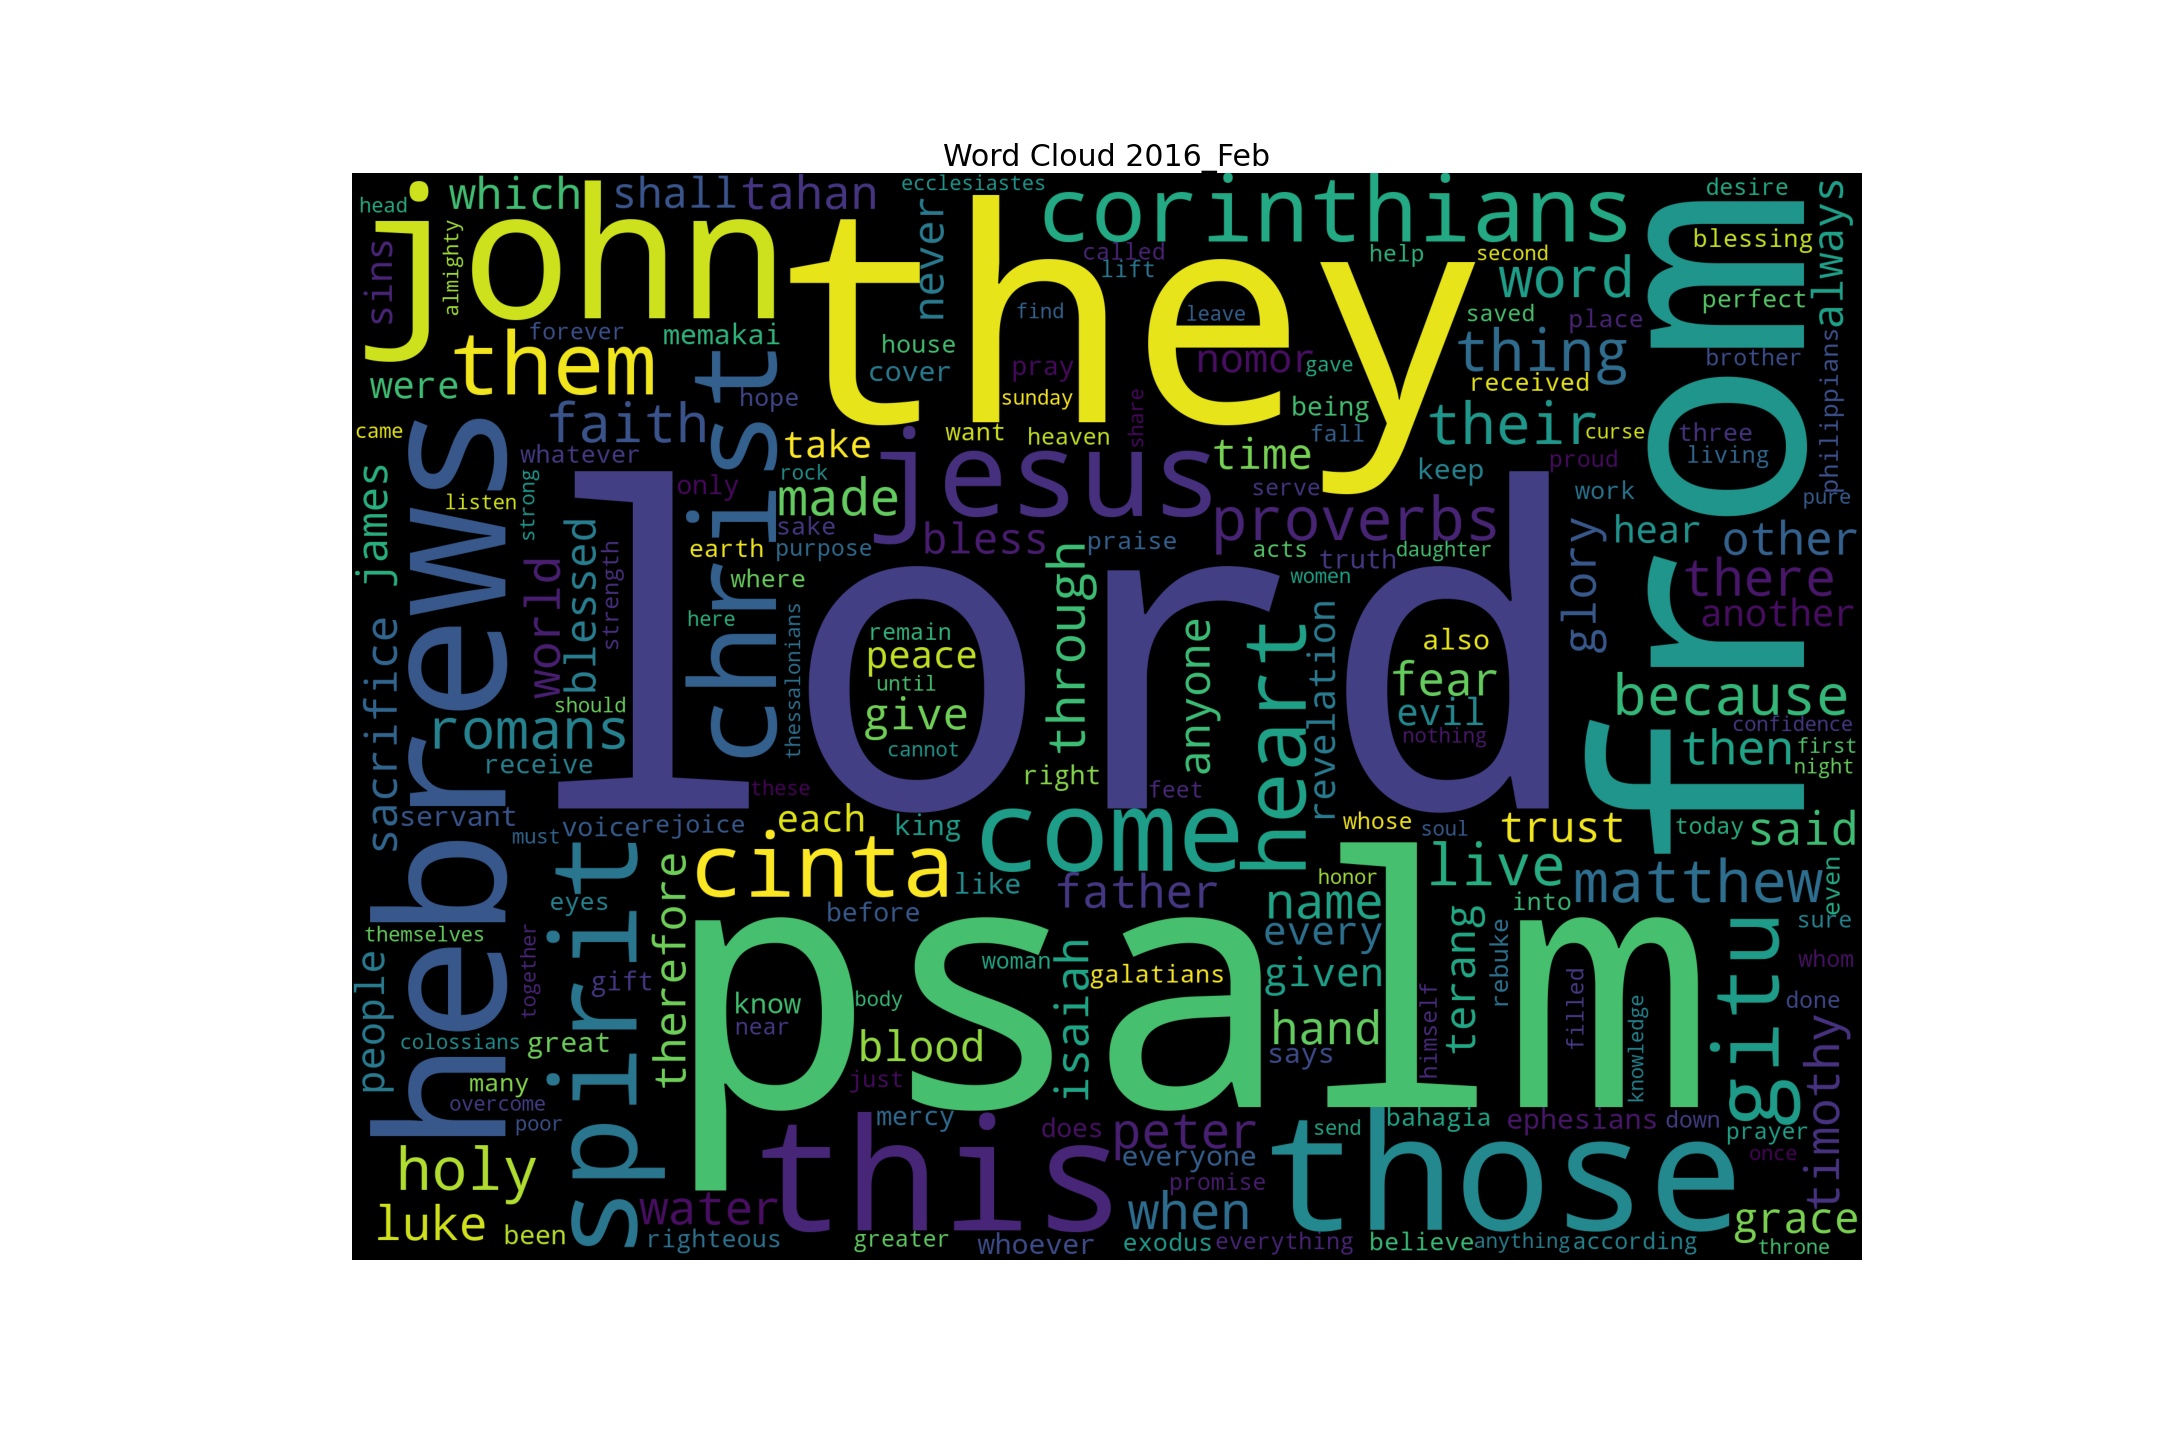 Word Cloud 2016_Feb
head
which
shall
tahan
ecclesiastes
corinthians
desire
john
they
from
never
always
sins
almighty
called
lift
help
second
blessing
word
perfect
forever
memakai
find
leave
saved
place
them
were
house
cover
pray
nomor
gave
thing
received
brother
philippians
hope
sunday
being
their
came
faith
christ
take
want
heaven
share
fall
curse
three
living
whatever
hebrews
james
listen
strong
only
rock
made
jesus
time
serve
keep
proud
work
pure
sake
bless
praise
proverbs
hear
other
earth
purpose
acts
truth
daughter
glory
world
blessed
strength
where
through
women
there
another
lord
here
thessalonians
remain
peace
until
give
cannot
anyone
heart
revelation
also
fear
evil
nothing
because
confidence
sacrifice
should
romans
receive
right
feet
then
first
night
these
servant
must
voice
rejoice
each
king
come
whose
soul
trust
today
said
cinta
like
father
honor
live
matthew
even
spirit
eyes
therefore
before
name
into
sure
themselves
together
every
terang
rebuke
gitu
people
gift
psalm
woman
isaiah
galatians
given
whom
know
near
body
himself
filled
knowledge
done
colossians
great
blood
hand
says
timothy
many
overcome
poor
just
mercy
does
peter
this
those
send
bahagia
ephesians
down
prayer
once
holy
everyone
promise
luke
been
water
righteous
greater
whoever
when
exodus
everything
believe
anything
according
grace
throne